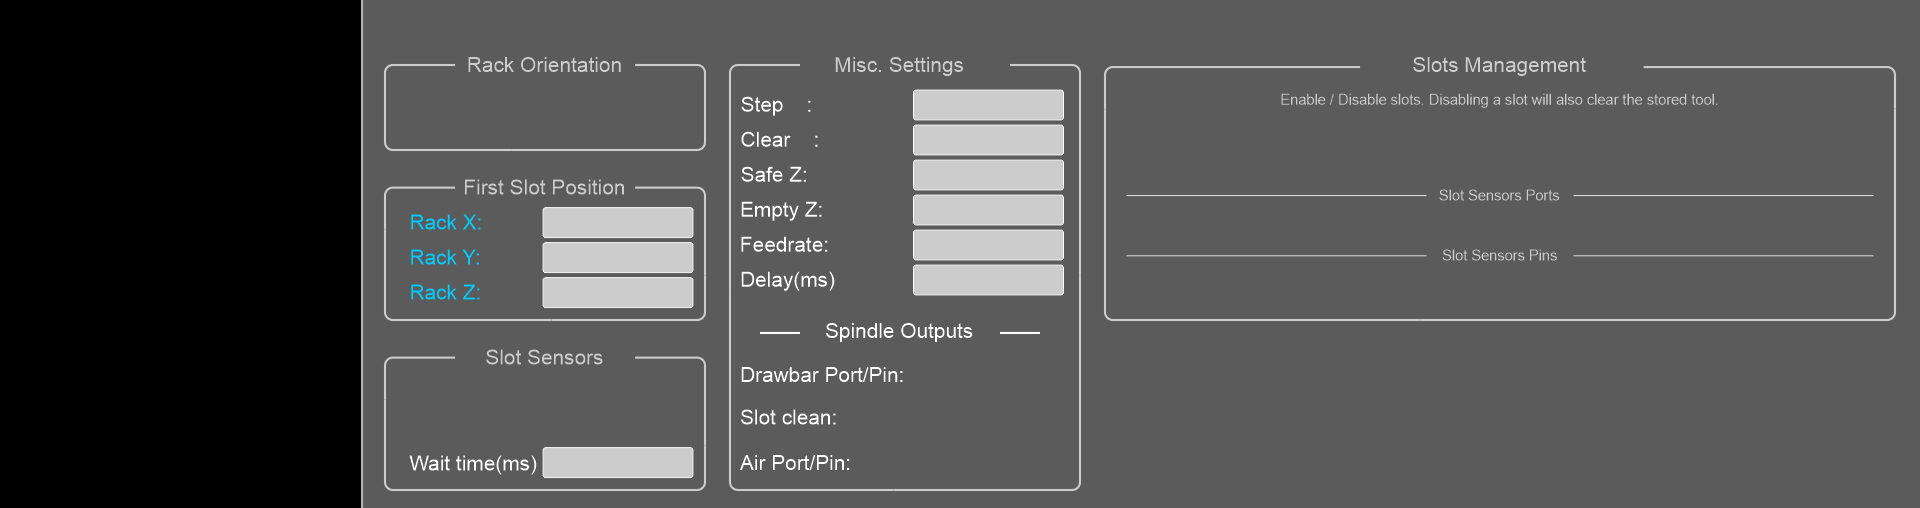 Rack Orientation
First Slot Position
Rack X:
Rack Y:
Rack Z:
Slot Sensors
Wait time(ms)
Misc. Settings
Step :
Clear :
Safe Z:
Empty Z:
Feedrate:
Delay(ms)
Spindle Outputs
Drawbar Port/Pin:
Slot clean:
Air Port/Pin:
Slots Management
Enable / Disable slots. Disabling a slot will also clear the stored tool.
Slot Sensors Ports
Slot Sensors Pins